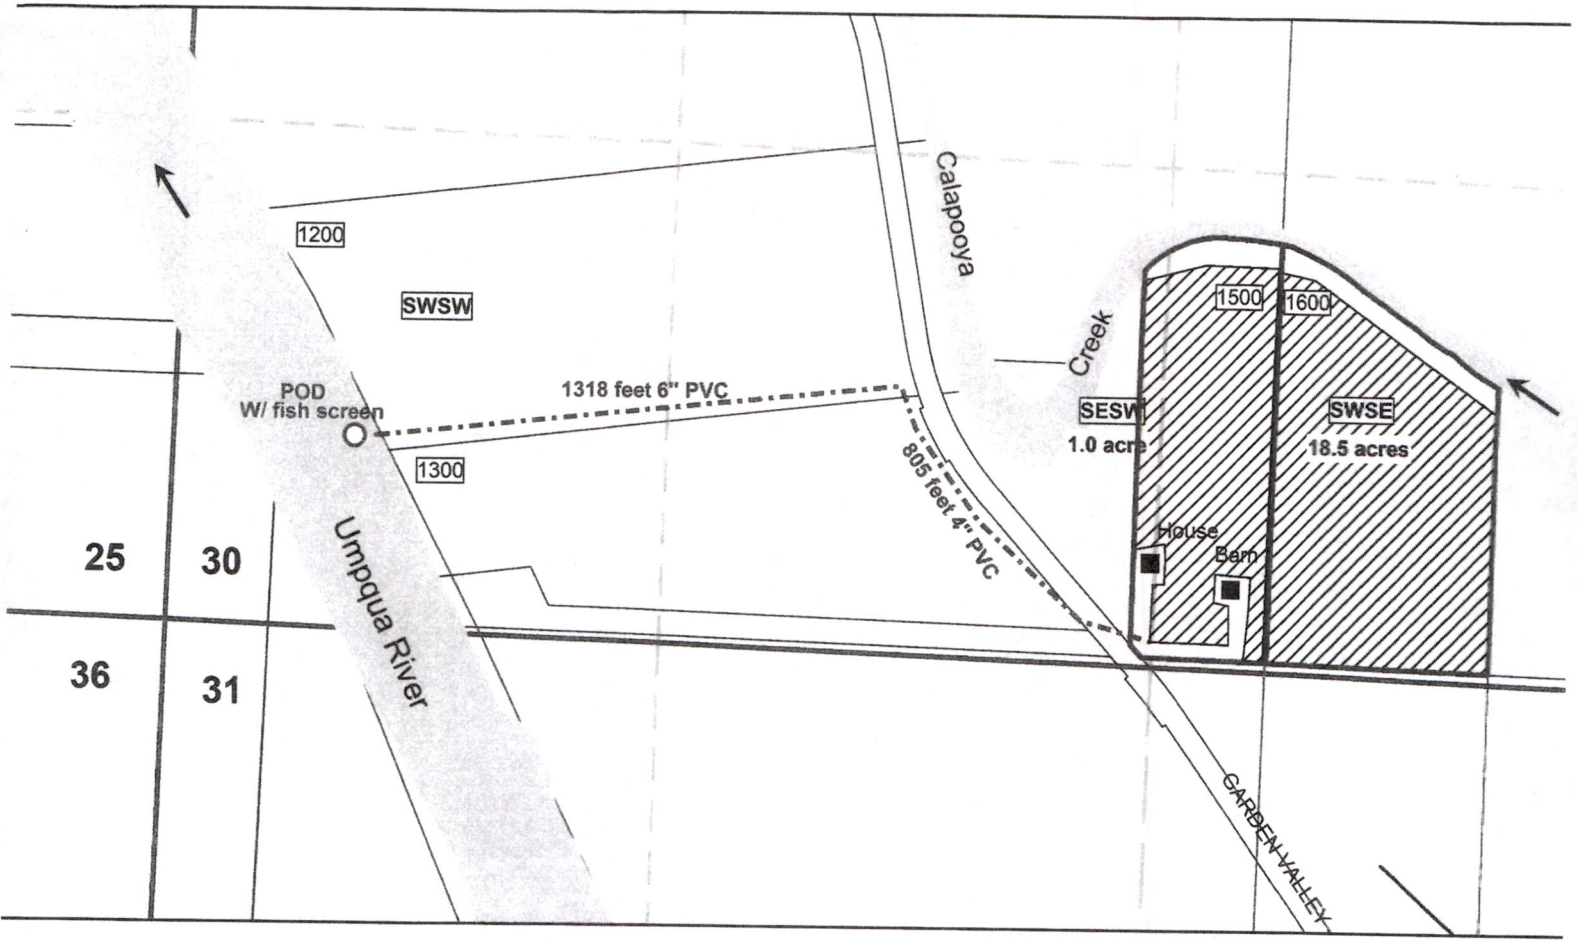 Calapooya
Creek
1200
SWSW
1500
1600
POD
W/ fish screen
1318 feet 6" PVC
SESW
1.0 acre
SWSE
18.5 acres
1300
805 feet 4" PVC
House
Barn
Umpqua River
25
30
36
31
GARDEN VALLEY